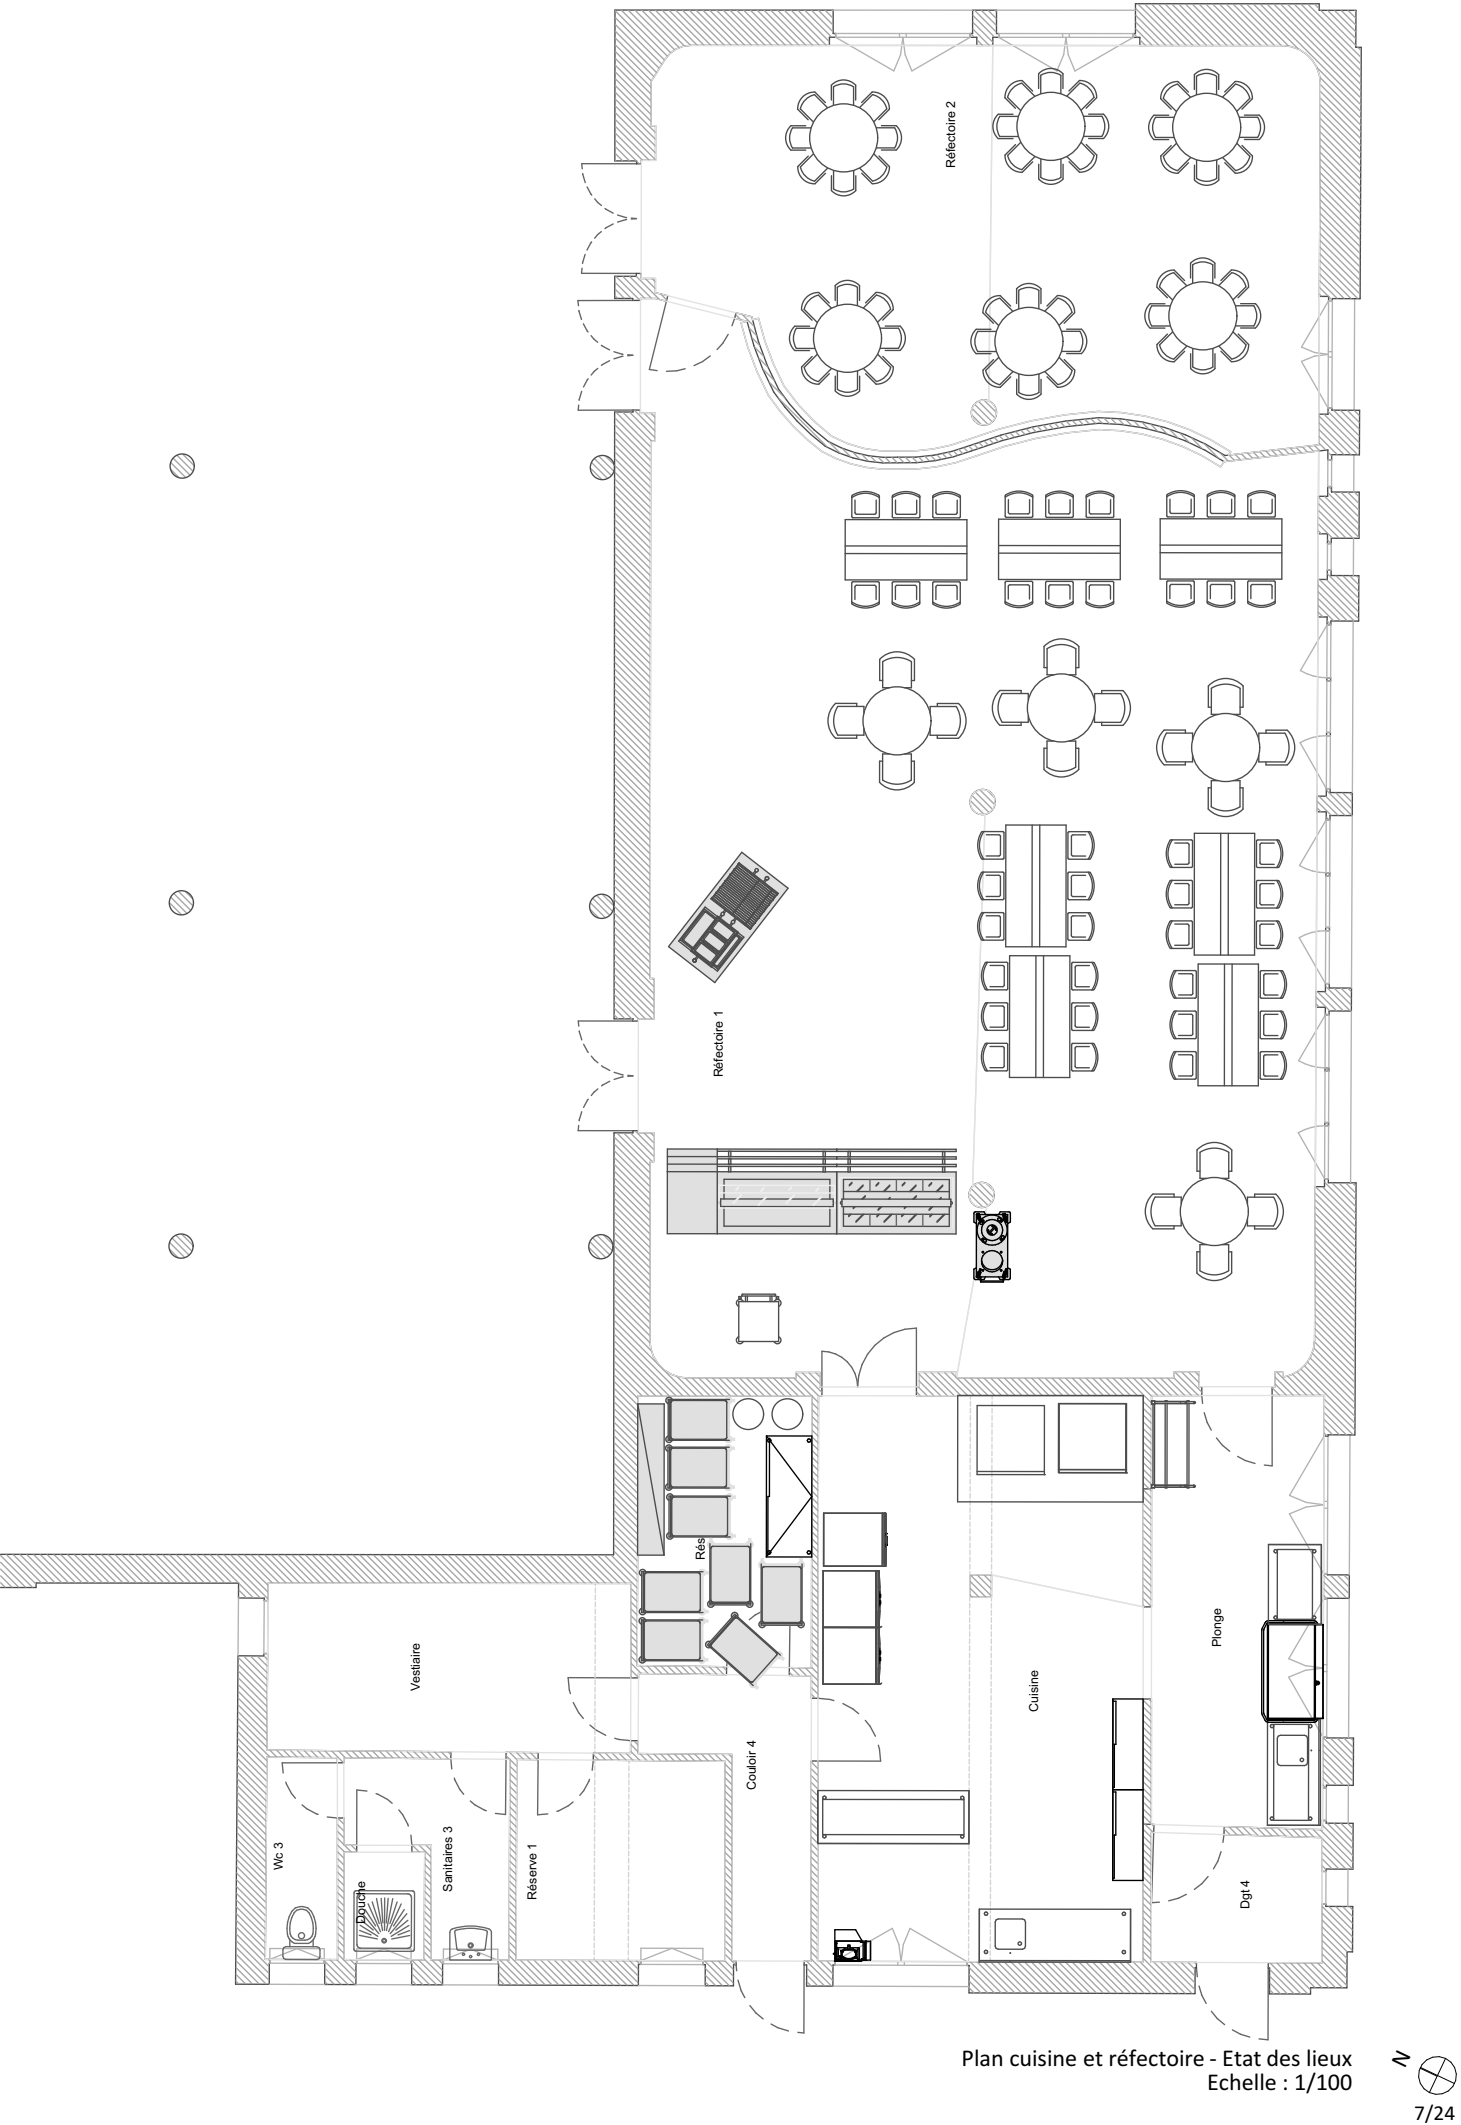 Réfectoire 2
Réfectoire 1
Rés
Vestiaire
Plonge
Cuisine
Couloir 4
Wc 3
Douche
Sanitaires 3
Réserve 1
Dgt 4
Plan cuisine et réfectoire - Etat des lieux
Echelle : 1/100
N
7/24